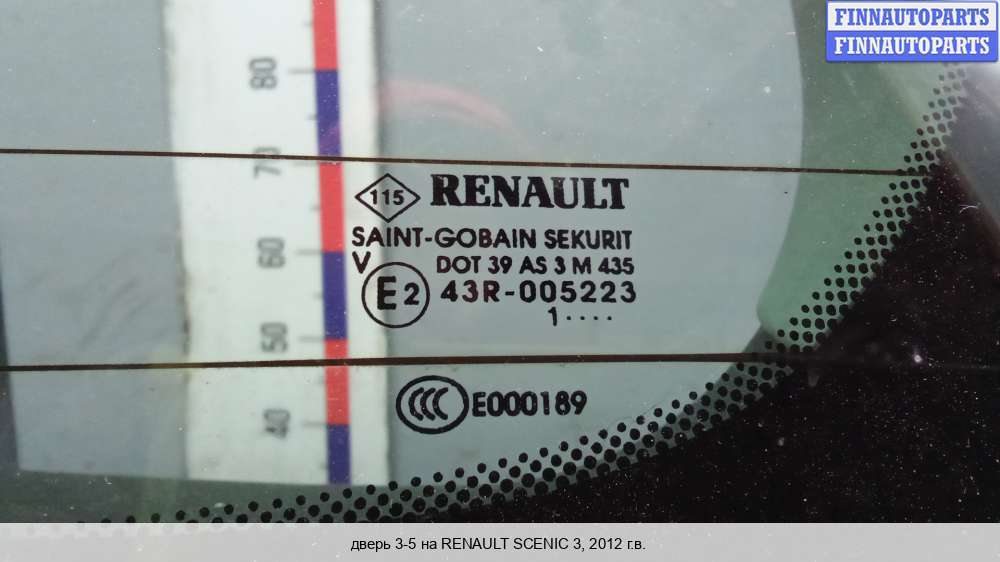 FINNAUTOPARTS
FINNAUTOPARTS
80
70
60
50
40
115 RENAULT
SAINT-GOBAIN SEKURIT
V DOT 39 AS 3 M 435
E2 43R-005223
1····
CCC E000189
дверь 3-5 на RENAULT SCENIC 3, 2012 г.в.